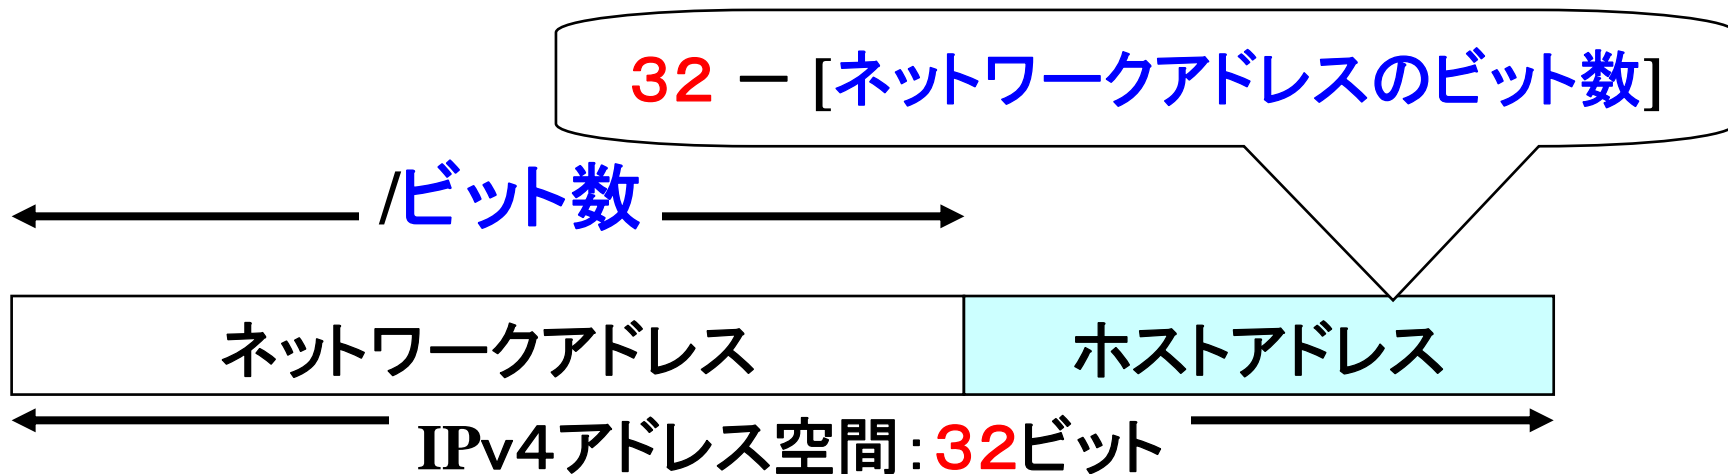 32 － [ネットワークアドレスのビット数]
/ビット数
ネットワークアドレス ホストアドレス
IPv4アドレス空間：32ビット